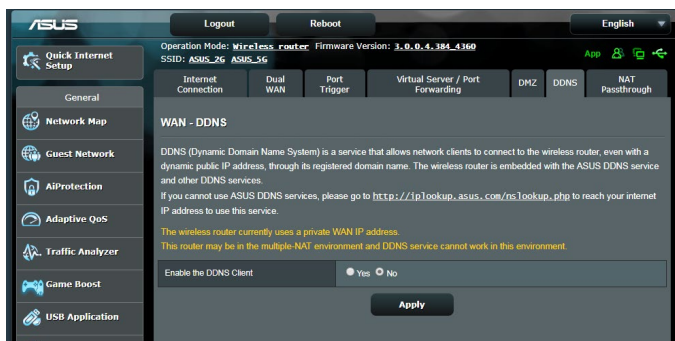 ASUS
Logout
Reboot
English
Quick Internet
Setup
General
Network Map
Guest Network
AiProtection
Adaptive QoS
Traffic Analyzer
Game Boost
USB Application
Operation Mode: Wireless router Firmware Version: 3.0.0.4.384_4360
SSID: ASUS_2G ASUS_5G
App
Internet
Connection
Dual
WAN
Port
Trigger
Virtual Server / Port
Forwarding
DMZ
DDNS
NAT
Passthrough
WAN - DDNS
DDNS (Dynamic Domain Name System) is a service that allows network clients to connect to the wireless router, even with a
dynamic public IP address, through its registered domain name. The wireless router is embedded with the ASUS DDNS service
and other DDNS services.
If you cannot use ASUS DDNS services, please go to http://iplookup.asus.com/nslookup.php to reach your internet
IP address to use this service.
The wireless router currently uses a private WAN IP
address.
This router may be in the multiple-NAT environment and DDNS service cannot work in this environment.
Enable the DDNS Client
Yes No
Apply